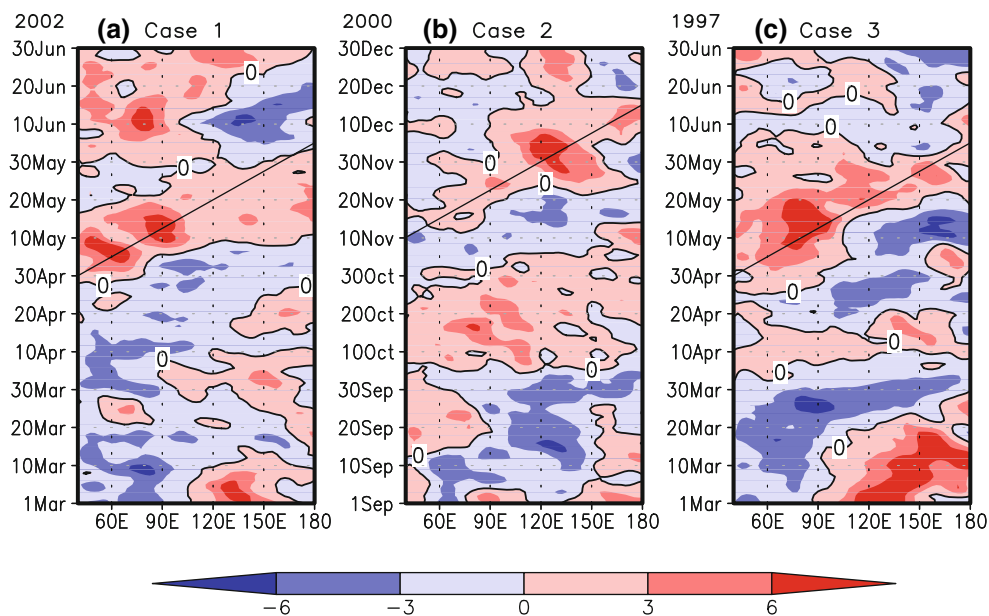 2002 (a) Case 1
30Jun
20Jun
10Jun
30May
20May
10May
30Apr
20Apr
10Apr
30Mar
20Mar
10Mar
1Mar
0
0
0
0
0
60E 90E 120E 150E 180
2000 (b) Case 2
30Dec
20Dec
10Dec
30Nov
20Nov
10Nov
30Oct
20Oct
10Oct
30Sep
20Sep
10Sep
1Sep
0
0
0
0
0
60E 90E 120E 150E 180
1997 (c) Case 3
30Jun
20Jun
10Jun
30May
20May
10May
30Apr
20Apr
10Apr
30Mar
20Mar
10Mar
1Mar
0
0
0
0
0
0
0
60E 90E 120E 150E 180
−6 −3 0 3 6